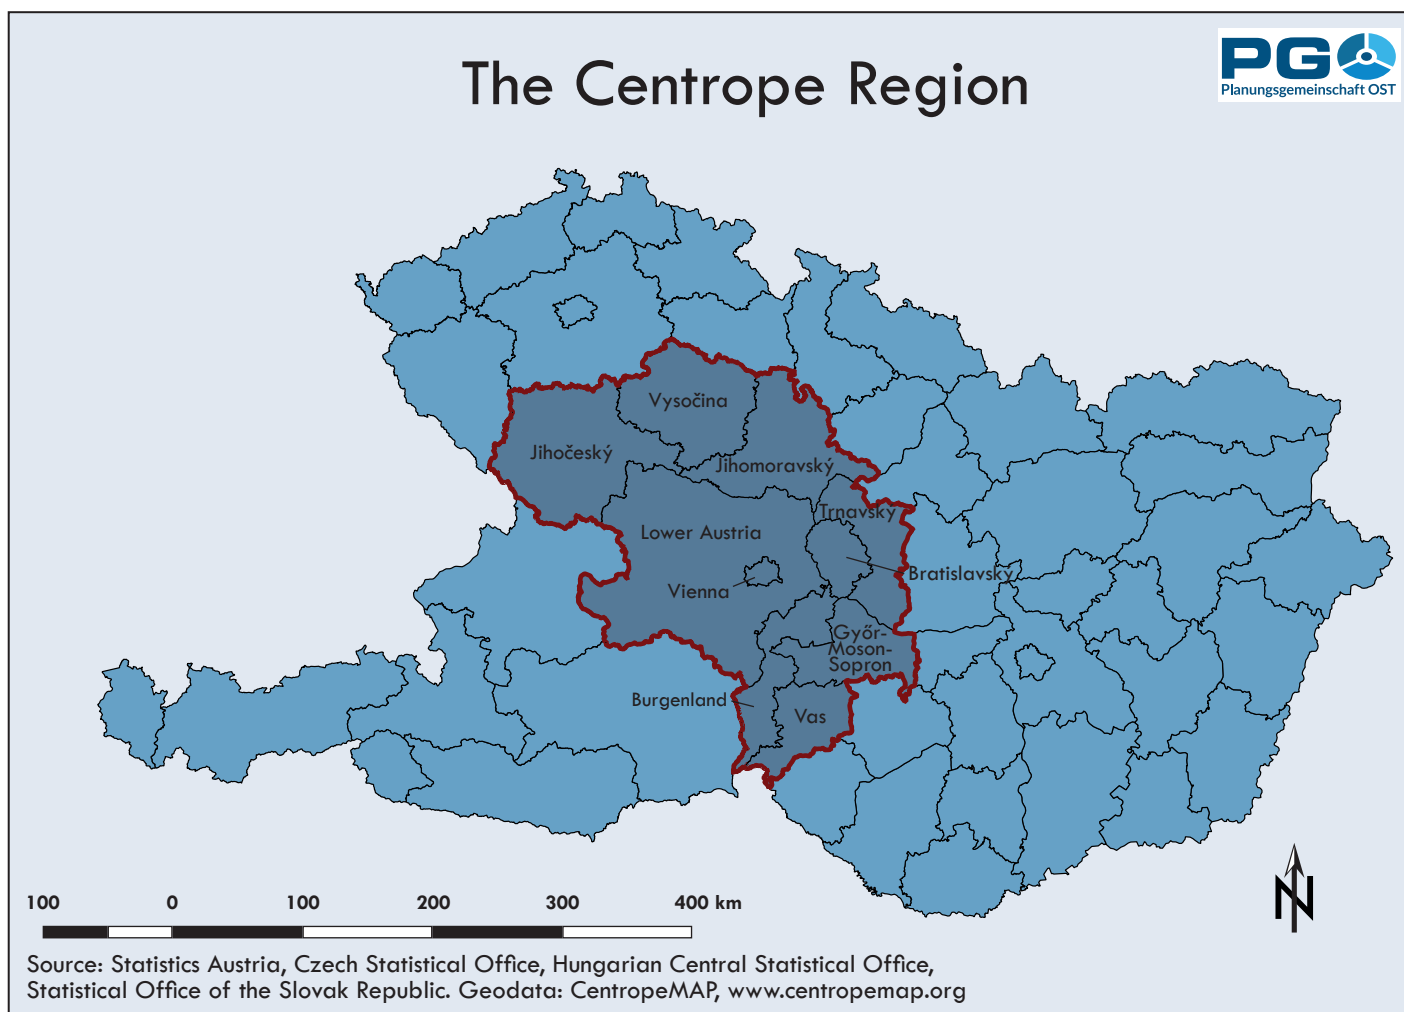 The Centrope Region
PGO
Planungsgemeinschaft OST
Vysočina
Jihočeský
Jihomoravský
Trnavský
Lower Austria
Bratislavský
Vienna
Győr-
Moson-
Sopron
Burgenland
Vas
100 0 100 200 300 400 km
N
Source: Statistics Austria, Czech Statistical Office, Hungarian Central Statistical Office,
Statistical Office of the Slovak Republic. Geodata: CentropeMAP, www.centropemap.org